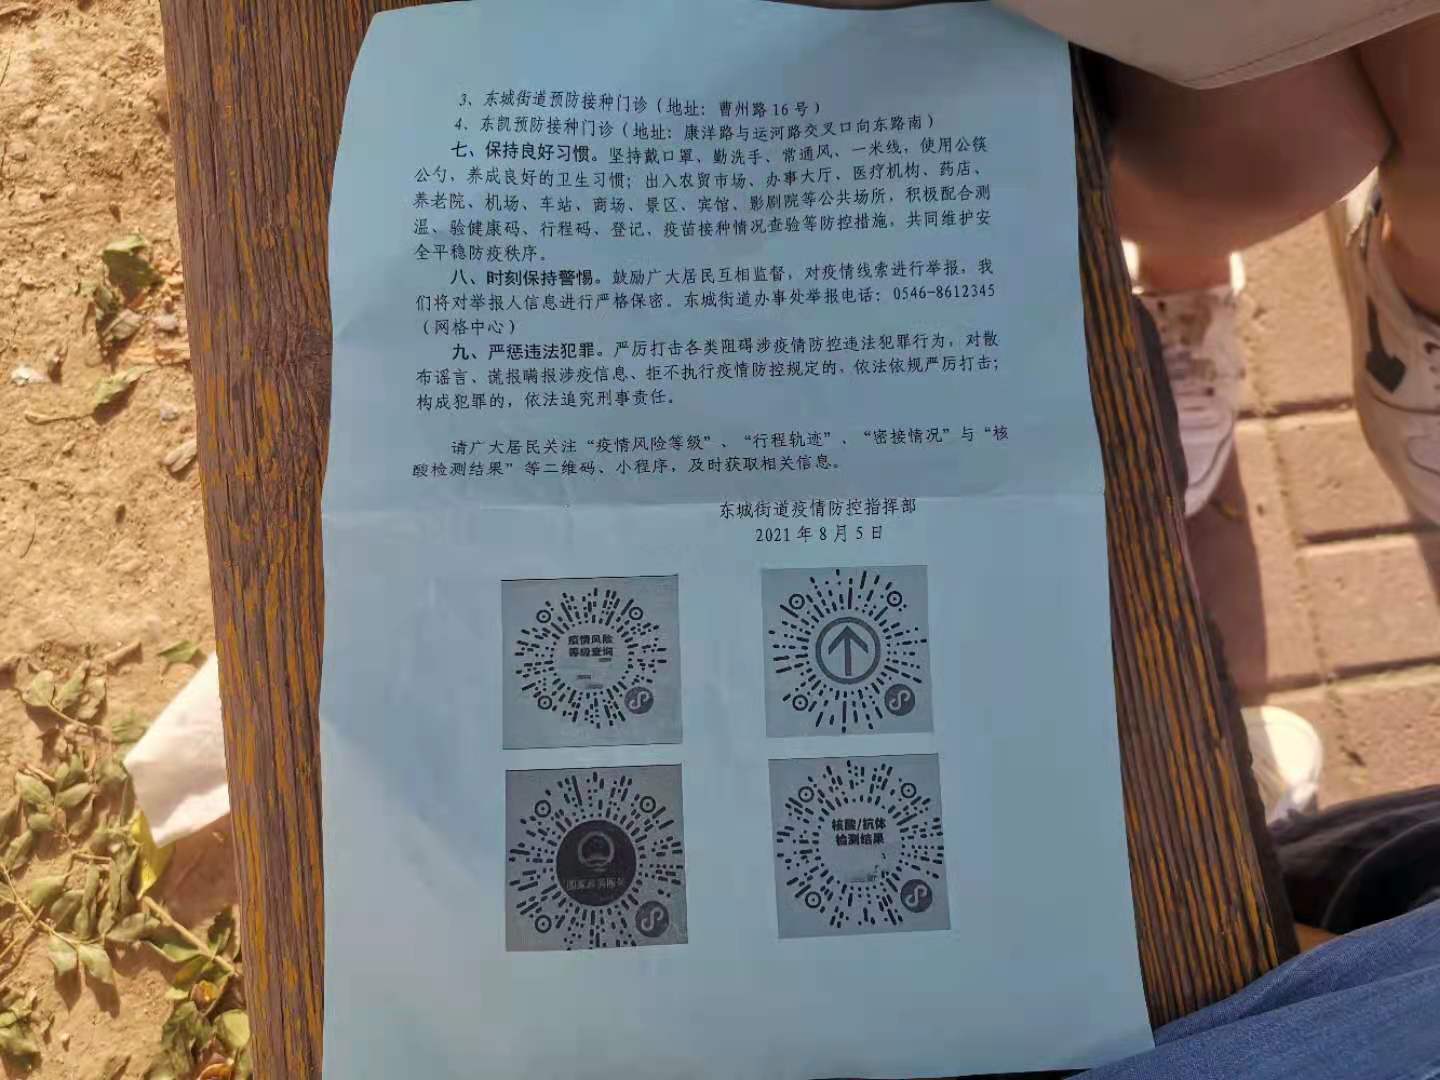 3、东城街道预防接种门诊（地址：曹州路16号）
4、东凯预防接种门诊（地址：康洋路与运河路交叉口向东路南）
七、保持良好习惯。坚持戴口罩、勤洗手、常通风、一米线，使用公筷
公勺，养成良好的卫生习惯；出入农贸市场、办事大厅、医疗机构、药店、
养老院、机场、车站、商场、景区、宾馆、影剧院等公共场所，积极配合测
温、验健康码、行程码、登记、疫苗接种情况查验等防控措施，共同维护安
全平稳防疫秩序。
八、时刻保持警惕。鼓励广大居民互相监督，对疫情线索进行举报，我
们将对举报人信息进行严格保密。东城街道办事处举报电话：0546-8612345
（网格中心）
九、严惩违法犯罪。严厉打击各类阻碍涉疫情防控违法犯罪行为，对散
布谣言、谎报瞒报涉疫信息、拒不执行疫情防控规定的，依法依规严厉打击；
构成犯罪的，依法追究刑事责任。
请广大居民关注“疫情风险等级”、“行程轨迹”、“密接情况”与“核
酸检测结果”等二维码、小程序，及时获取相关信息。
东城街道疫情防控指挥部
2021年8月5日
疫情风险
等级查询
核酸/抗体
检测结果